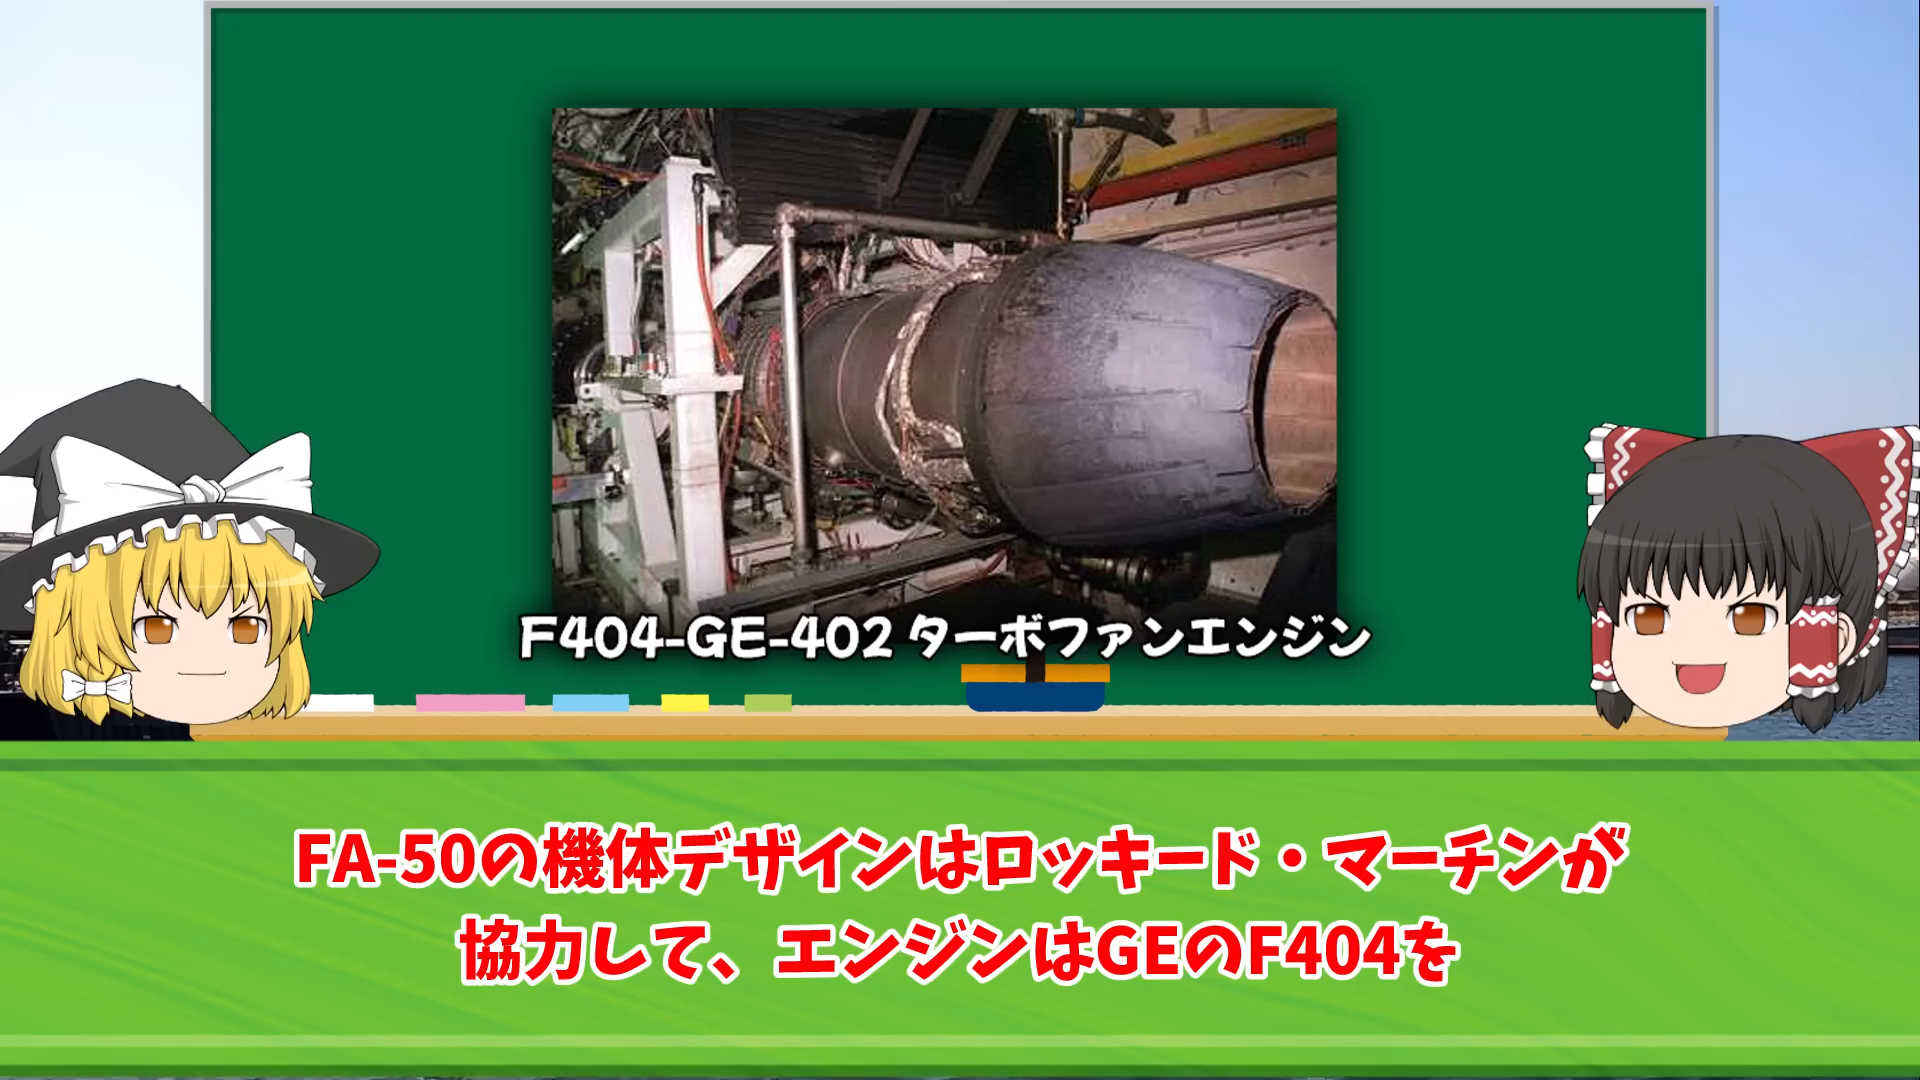 F404-GE-402 ターボファンエンジン
FA-50の機体デザインはロッキード・マーチンが
協力して、エンジンはGEのF404を